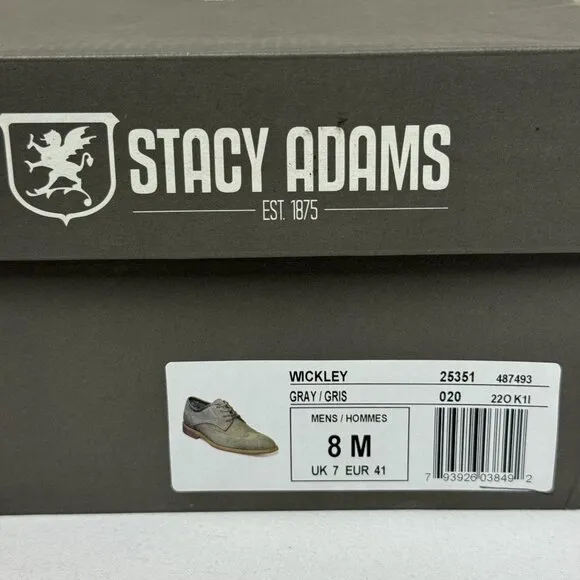 STACY ADAMS
EST. 1875
WICKLEY 25351 487493
GRAY / GRIS 020 22O K1I
MENS / HOMMES
8 M
UK 7 EUR 41
7 93926 03849 2